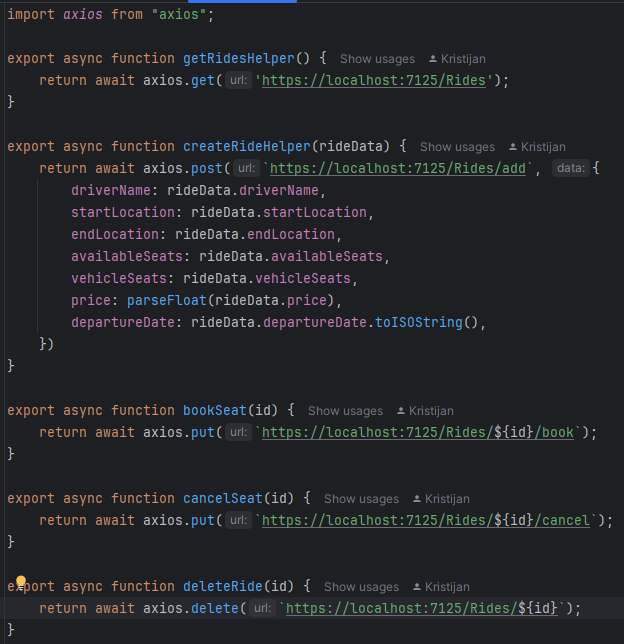 import axios from "axios";
export async function getRidesHelper() { Show usages Kristijan
return await axios.get( url: 'https://localhost:7125/Rides');
}
export async function createRideHelper(rideData) { Show usages Kristijan
return await axios.post( url: `https://localhost:7125/Rides/add`, data: {
driverName: rideData.driverName,
startLocation: rideData.startLocation,
endLocation: rideData.endLocation,
availableSeats: rideData.availableSeats,
vehicleSeats: rideData.vehicleSeats,
price: parseFloat(rideData.price),
departureDate: rideData.departureDate.toISOString(),
})
}
export async function bookSeat(id) { Show usages Kristijan
return await axios.put( url: `https://localhost:7125/Rides/${id}/book`);
}
export async function cancelSeat(id) { Show usages Kristijan
return await axios.put( url: `https://localhost:7125/Rides/${id}/cancel`);
}
export async function deleteRide(id) { Show usages Kristijan
return await axios.delete( url: `https://localhost:7125/Rides/${id}`);
}